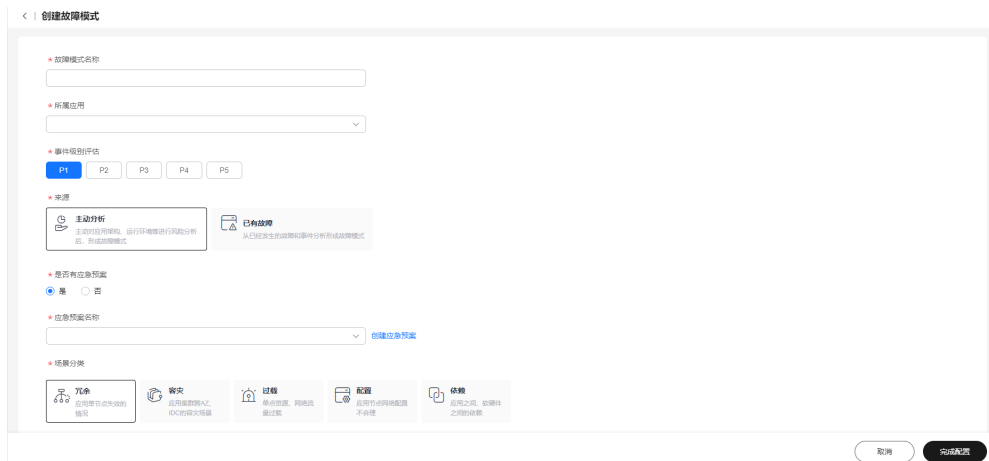 创建故障模式
* 故障模式名称
* 所属应用
* 事件级别评估
P1 P2 P3 P4 P5
* 来源
主动分析
主动对应用架构、运行环境等进行风险分析
后，形成故障模式
已有故障
从已经发生的故障和事件分析形成故障模式
* 是否有应急预案
是 否
* 应急预案名称
创建应急预案
* 场景分类
冗余
应用单节点失效的
情况
容灾
应用集群跨AZ、
IDC的容灾场景
过载
单点资源、网络流
量过载
配置
应用节点网络配置
不合理
依赖
应用之间、软硬件
之间的依赖
取消 完成配置